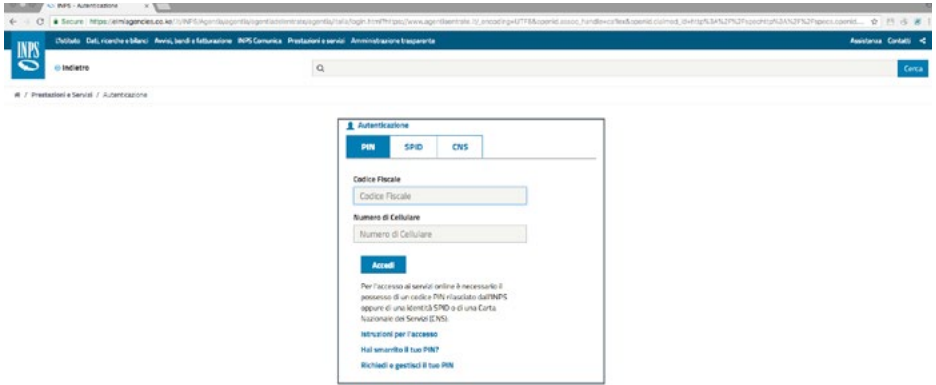 INPS - Autenticazione
INPS
L'Istituto Dati, ricerche e bilanci Avvisi, bandi e fatturazione INPS Comunica Prestazioni e servizi Amministrazione trasparente Assistenza Contatti
Indietro
Cerca
/ Prestazioni e Servizi / Autenticazione
Autenticazione
PIN SPID CNS
Codice Fiscale
Codice Fiscale
Numero di Cellulare
Numero di Cellulare
Accedi
Per l'accesso ai servizi online è necessario il
possesso di un codice PIN rilasciato dall'INPS
oppure di una identità SPID o di una Carta
Nazionale dei Servizi (CNS).
Istruzioni per l'accesso
Hai smarrito il tuo PIN?
Richiedi e gestisci il tuo PIN